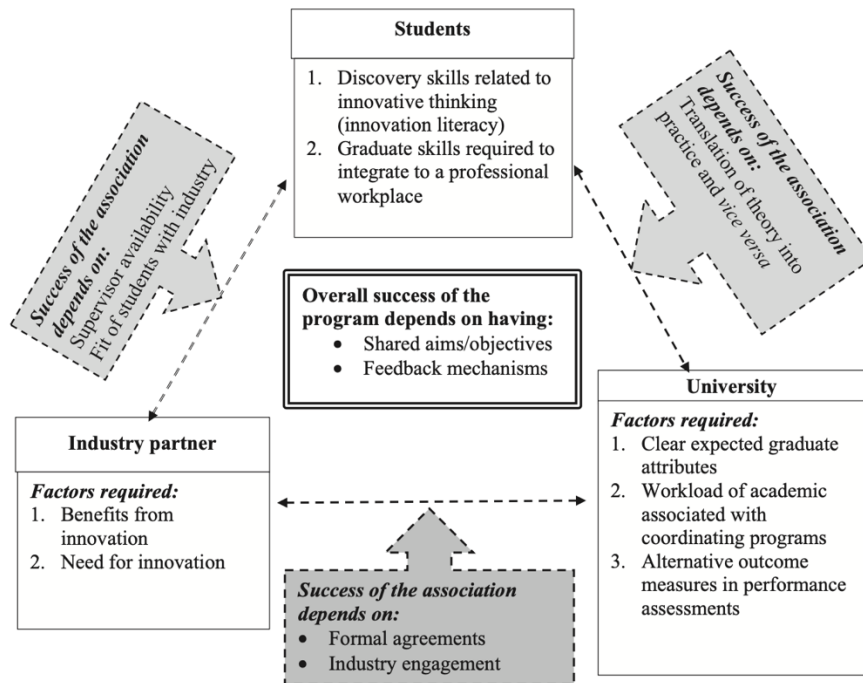 Students
1. Discovery skills related to
innovative thinking
(innovation literacy)
2. Graduate skills required to
integrate to a professional
workplace
Success of the association
depends on:
Supervisor availability
Fit of students with industry
Success of the association
depends on:
Translation of theory into
practice and vice versa
Overall success of the
program depends on having:
• Shared aims/objectives
• Feedback mechanisms
Industry partner
Factors required:
1. Benefits from
innovation
2. Need for innovation
University
Factors required:
1. Clear expected graduate
attributes
2. Workload of academic
associated with
coordinating programs
3. Alternative outcome
measures in performance
assessments
Success of the association
depends on:
• Formal agreements
• Industry engagement